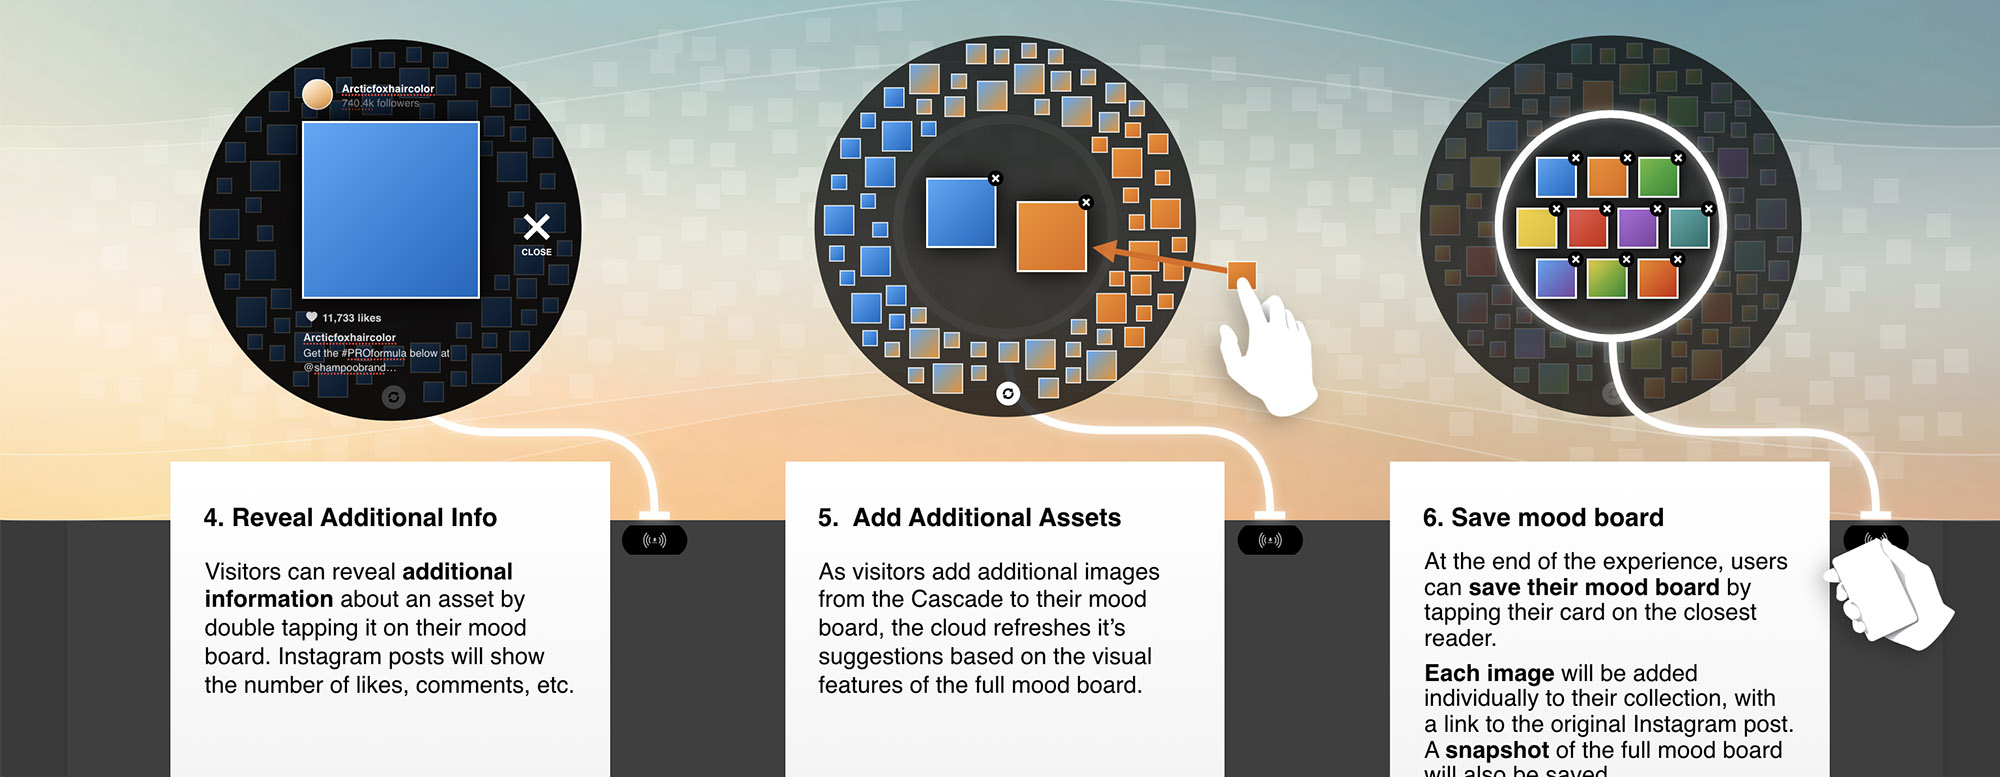 Arcticfoxhaircolor
740.4k followers
CLOSE
11,733 likes
Arcticfoxhaircolor
Get the #PROformula below at
@shampoobrand...
4. Reveal Additional Info
Visitors can reveal additional
information about an asset by
double tapping it on their mood
board. Instagram posts will show
the number of likes, comments, etc.
5. Add Additional Assets
As visitors add additional images
from the Cascade to their mood
board, the cloud refreshes it’s
suggestions based on the visual
features of the full mood board.
6. Save mood board
At the end of the experience, users
can save their mood board by
tapping their card on the closest
reader.
Each image will be added
individually to their collection, with
a link to the original Instagram post.
A snapshot of the full mood board
will also be saved